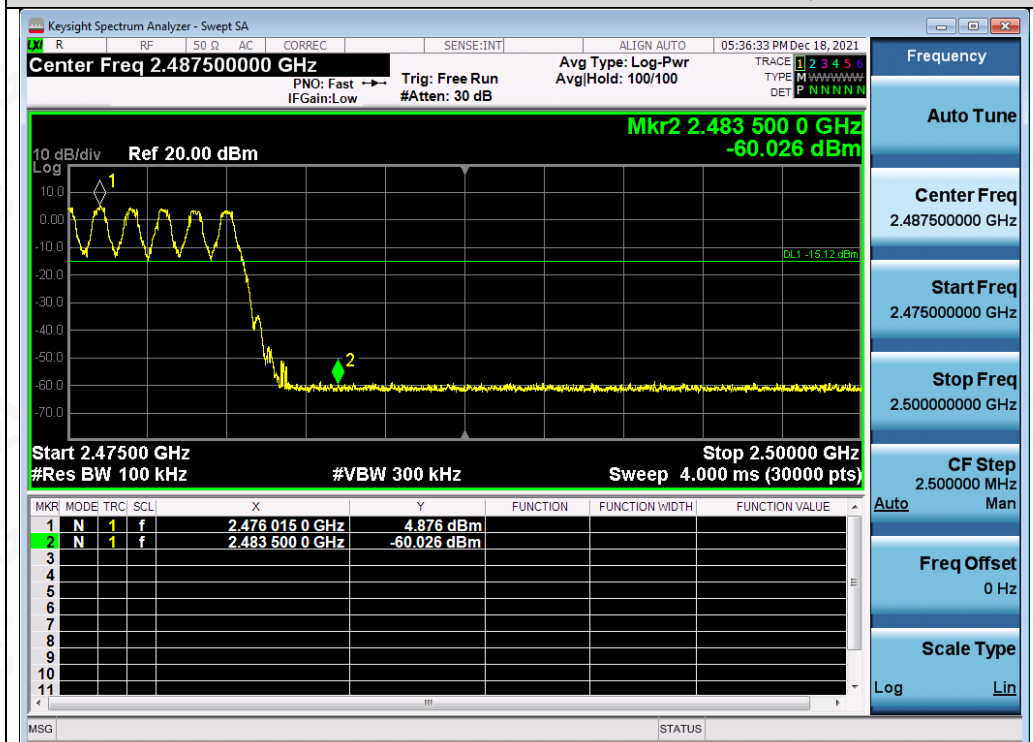 Keysight Spectrum Analyzer - Swept SA
LXI R RF 50 Ω AC CORREC SENSE:INT ALIGN AUTO 05:36:33 PM Dec 18, 2021
Center Freq 2.487500000 GHz
PNO: Fast
IFGain:Low
Trig: Free Run
#Atten: 30 dB
Avg Type: Log-Pwr
Avg|Hold: 100/100
TRACE 1 2 3 4 5 6
TYPE M WWWWW
DET P N N N N N
Mkr2 2.483 500 0 GHz
-60.026 dBm
10 dB/div Ref 20.00 dBm
Log
10.0
0.00
-10.0
-20.0
-30.0
-40.0
-50.0
-60.0
-70.0
1
2
DL1 -15.12 dBm
Start 2.47500 GHz Stop 2.50000 GHz
#Res BW 100 kHz #VBW 300 kHz Sweep 4.000 ms (30000 pts)
MKR MODE TRC SCL X Y FUNCTION FUNCTION WIDTH FUNCTION VALUE
1 N 1 f 2.476 015 0 GHz 4.876 dBm
2 N 1 f 2.483 500 0 GHz -60.026 dBm
3
4
5
6
7
8
9
10
11
MSG STATUS
Frequency
Auto Tune
Center Freq
2.487500000 GHz
Start Freq
2.475000000 GHz
Stop Freq
2.500000000 GHz
CF Step
2.500000 MHz
Auto Man
Freq Offset
0 Hz
Scale Type
Log Lin